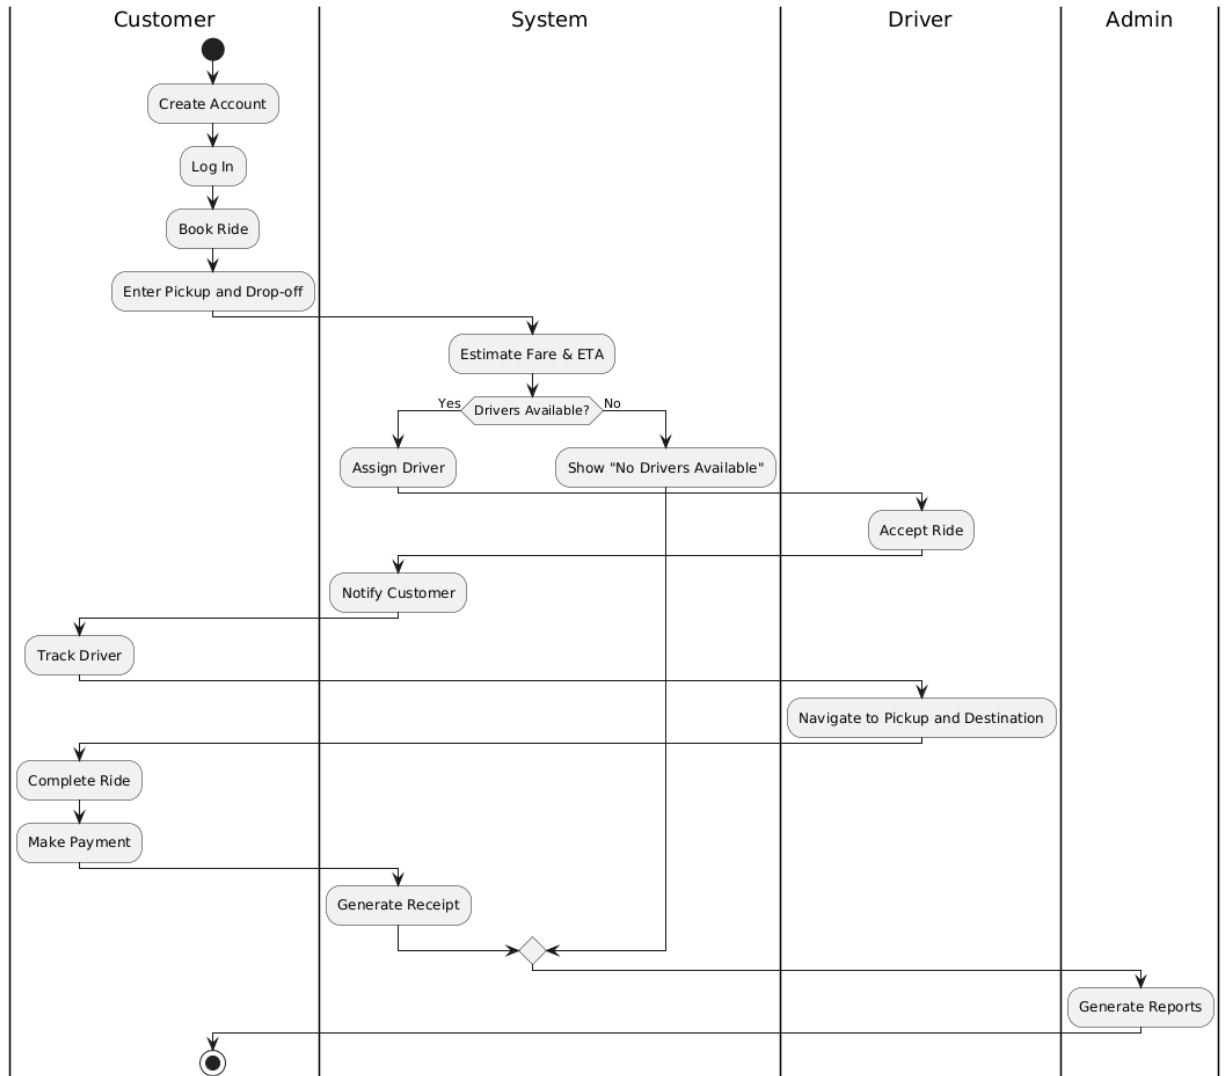 Customer
System
Driver
Admin
Create Account
Log In
Book Ride
Enter Pickup and Drop-off
Estimate Fare & ETA
Yes
Drivers Available?
No
Assign Driver
Show "No Drivers Available"
Accept Ride
Notify Customer
Track Driver
Navigate to Pickup and Destination
Complete Ride
Make Payment
Generate Receipt
Generate Reports